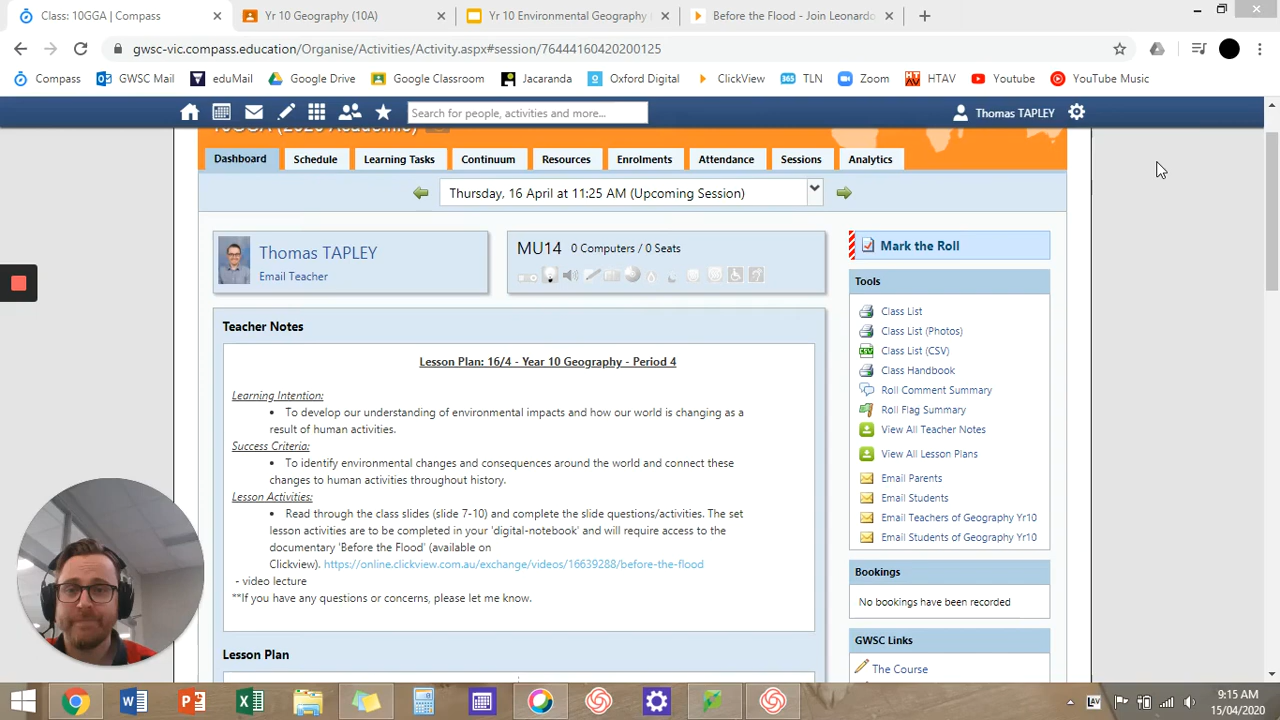 Class: 10GGA | Compass
Yr 10 Geography (10A)
Yr 10 Environmental Geography
Before the Flood - Join Leonardo
gwsc-vic.compass.education/Organise/Activities/Activity.aspx#session/76444160420200125
Compass
GWSC Mail
eduMail
Google Drive
Google Classroom
Jacaranda
Oxford Digital
ClickView
365 TLN
Zoom
HTAV
Youtube
YouTube Music
Search for people, activities and more...
Thomas TAPLEY
10GGA (2020 Academic)
Dashboard
Schedule
Learning Tasks
Continuum
Resources
Enrolments
Attendance
Sessions
Analytics
Thursday, 16 April at 11:25 AM (Upcoming Session)
Thomas TAPLEY
Email Teacher
MU14 0 Computers / 0 Seats
Teacher Notes
Lesson Plan: 16/4 - Year 10 Geography - Period 4
Learning Intention:
• To develop our understanding of environmental impacts and how our world is changing as a
result of human activities.
Success Criteria:
• To identify environmental changes and consequences around the world and connect these
changes to human activities throughout history.
Lesson Activities:
• Read through the class slides (slide 7-10) and complete the slide questions/activities. The set
lesson activities are to be completed in your 'digital-notebook' and will require access to the
documentary 'Before the Flood' (available on
Clickview). https://online.clickview.com.au/exchange/videos/16639288/before-the-flood
- video lecture
**If you have any questions or concerns, please let me know.
Lesson Plan
Mark the Roll
Tools
Class List
Class List (Photos)
Class List (CSV)
Class Handbook
Roll Comment Summary
Roll Flag Summary
View All Teacher Notes
View All Lesson Plans
Email Parents
Email Students
Email Teachers of Geography Yr10
Email Students of Geography Yr10
Bookings
No bookings have been recorded
GWSC Links
The Course
LAV
9:15 AM
15/04/2020